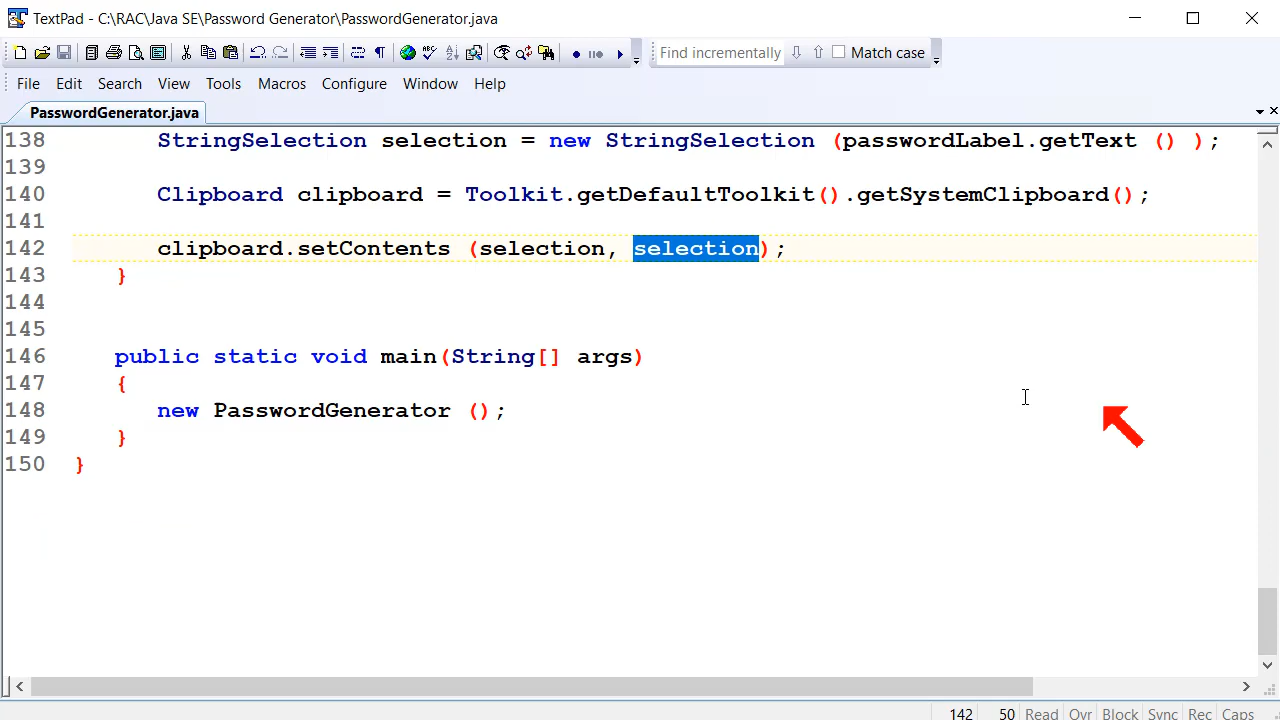 TextPad - C:\RAC\Java SE\Password Generator\PasswordGenerator.java
Find incrementally Match case
File Edit Search View Tools Macros Configure Window Help
PasswordGenerator.java
138 StringSelection selection = new StringSelection (passwordLabel.getText () );
139
140 Clipboard clipboard = Toolkit.getDefaultToolkit().getSystemClipboard();
141
142 clipboard.setContents (selection, selection);
143 }
144
145
146 public static void main(String[] args)
147 {
148 new PasswordGenerator ();
149 }
150 }
142 50 Read Ovr Block Sync Rec Caps